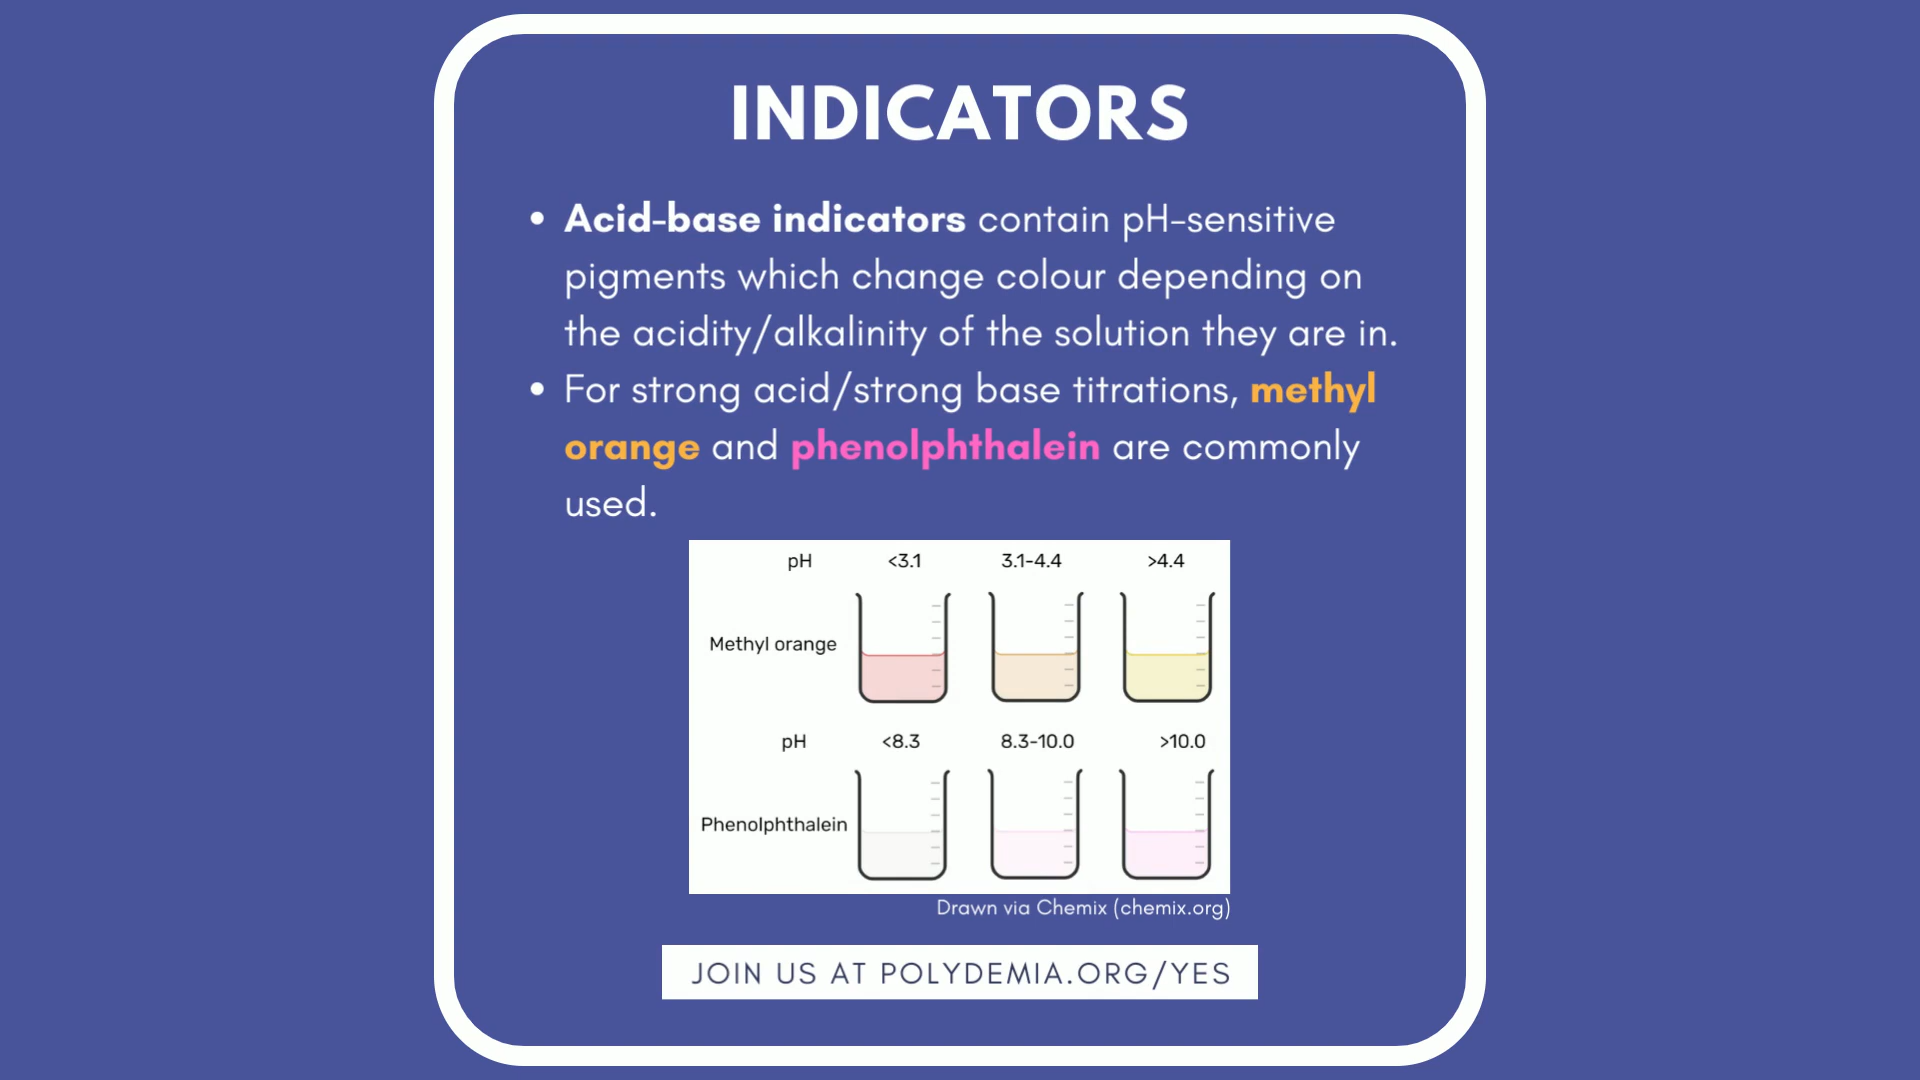 INDICATORS
• Acid-base indicators contain pH-sensitive
pigments which change colour depending on
the acidity/alkalinity of the solution they are in.
• For strong acid/strong base titrations, methyl
orange and phenolphthalein are commonly
used.
pH <3.1 3.1-4.4 >4.4
Methyl orange
pH <8.3 8.3-10.0 >10.0
Phenolphthalein
Drawn via Chemix (chemix.org)
JOIN US AT POLYDEMIA.ORG/YES